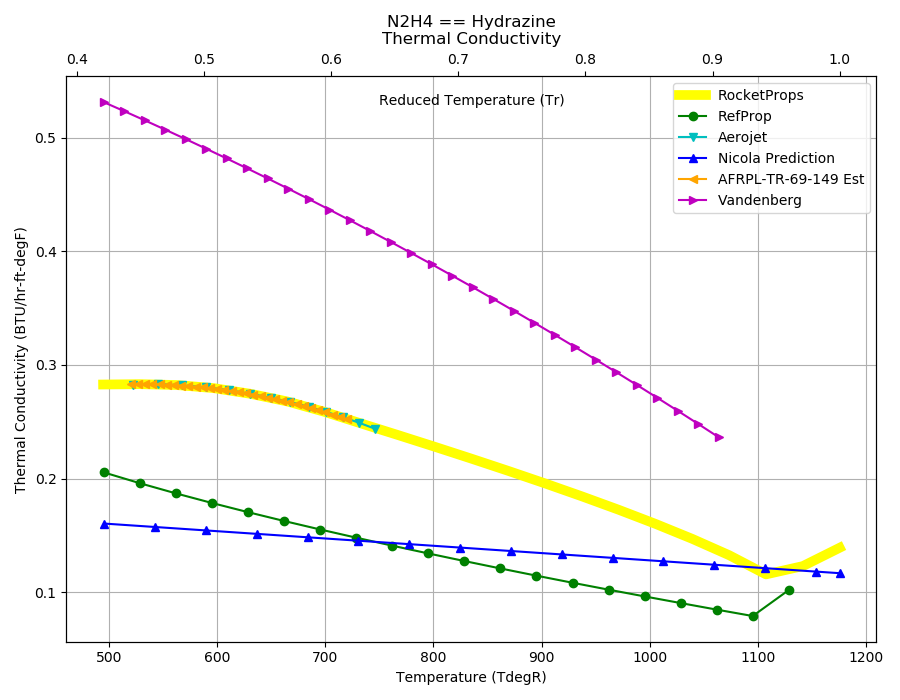 N2H4 == Hydrazine
Thermal Conductivity
0.4 0.5 0.6 0.7 0.8 0.9 1.0
Reduced Temperature (Tr)
RocketProps
RefProp
Aerojet
Nicola Prediction
AFRPL-TR-69-149 Est
Vandenberg
Thermal Conductivity (BTU/hr-ft-degF)
0.5
0.4
0.3
0.2
0.1
500 600 700 800 900 1000 1100 1200
Temperature (TdegR)